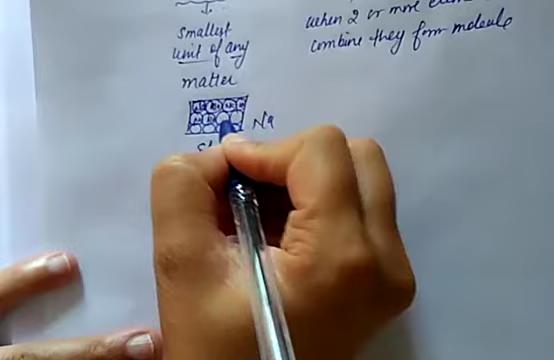 smallest
unit of any
matter
when 2 or more
combine they form molecule
Na